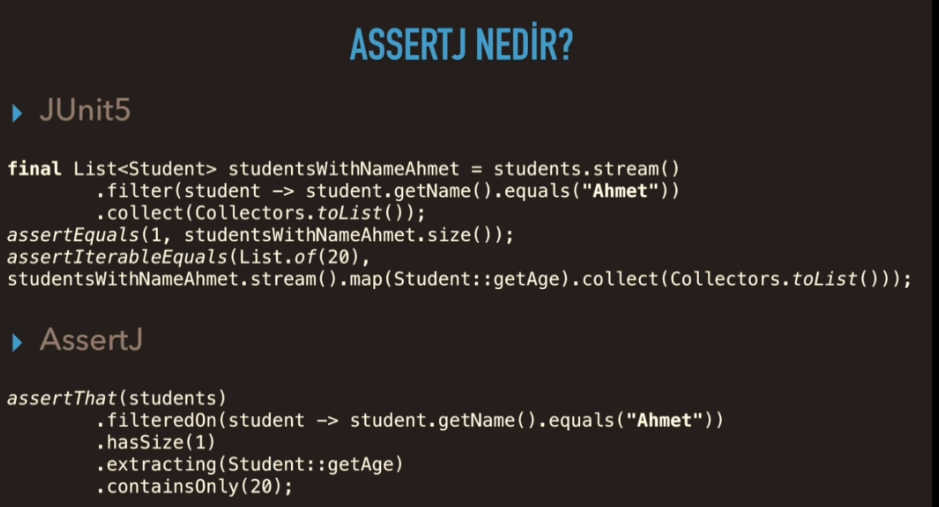 ASSERTJ NEDİR?
JUnit5
final List<Student> studentsWithNameAhmet = students.stream()
.filter(student -> student.getName().equals("Ahmet"))
.collect(Collectors.toList());
assertEquals(1, studentsWithNameAhmet.size());
assertIterableEquals(List.of(20),
studentsWithNameAhmet.stream().map(Student::getAge).collect(Collectors.toList()));
AssertJ
assertThat(students)
.filteredOn(student -> student.getName().equals("Ahmet"))
.hasSize(1)
.extracting(Student::getAge)
.containsOnly(20);